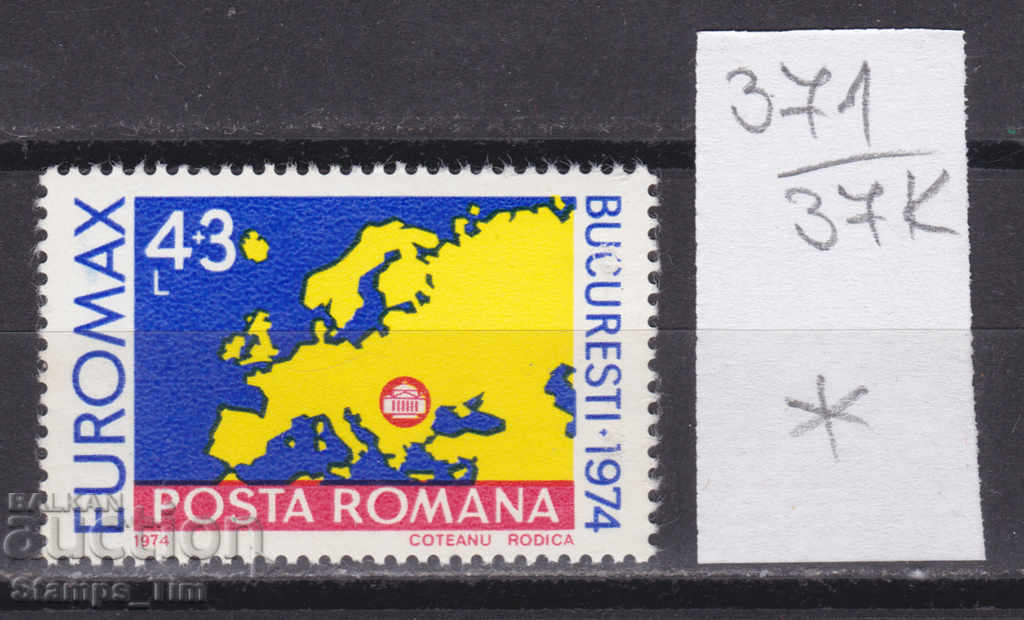 EUROMAX
4+3
L
BUCURESTI · 1974
POSTA ROMANA
1974
COTEANU RODICA
371
37K
*
BALKAN
auction
Stamps_Tim